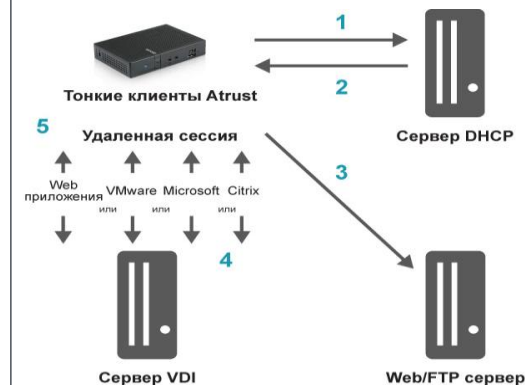 1
2
Тонкие клиенты Atrust
Сервер DHCP
5
Удаленная сессия
3
Web
приложения
VMware
Microsoft
Citrix
или
или
или
4
Сервер VDI
Web/FTP сервер